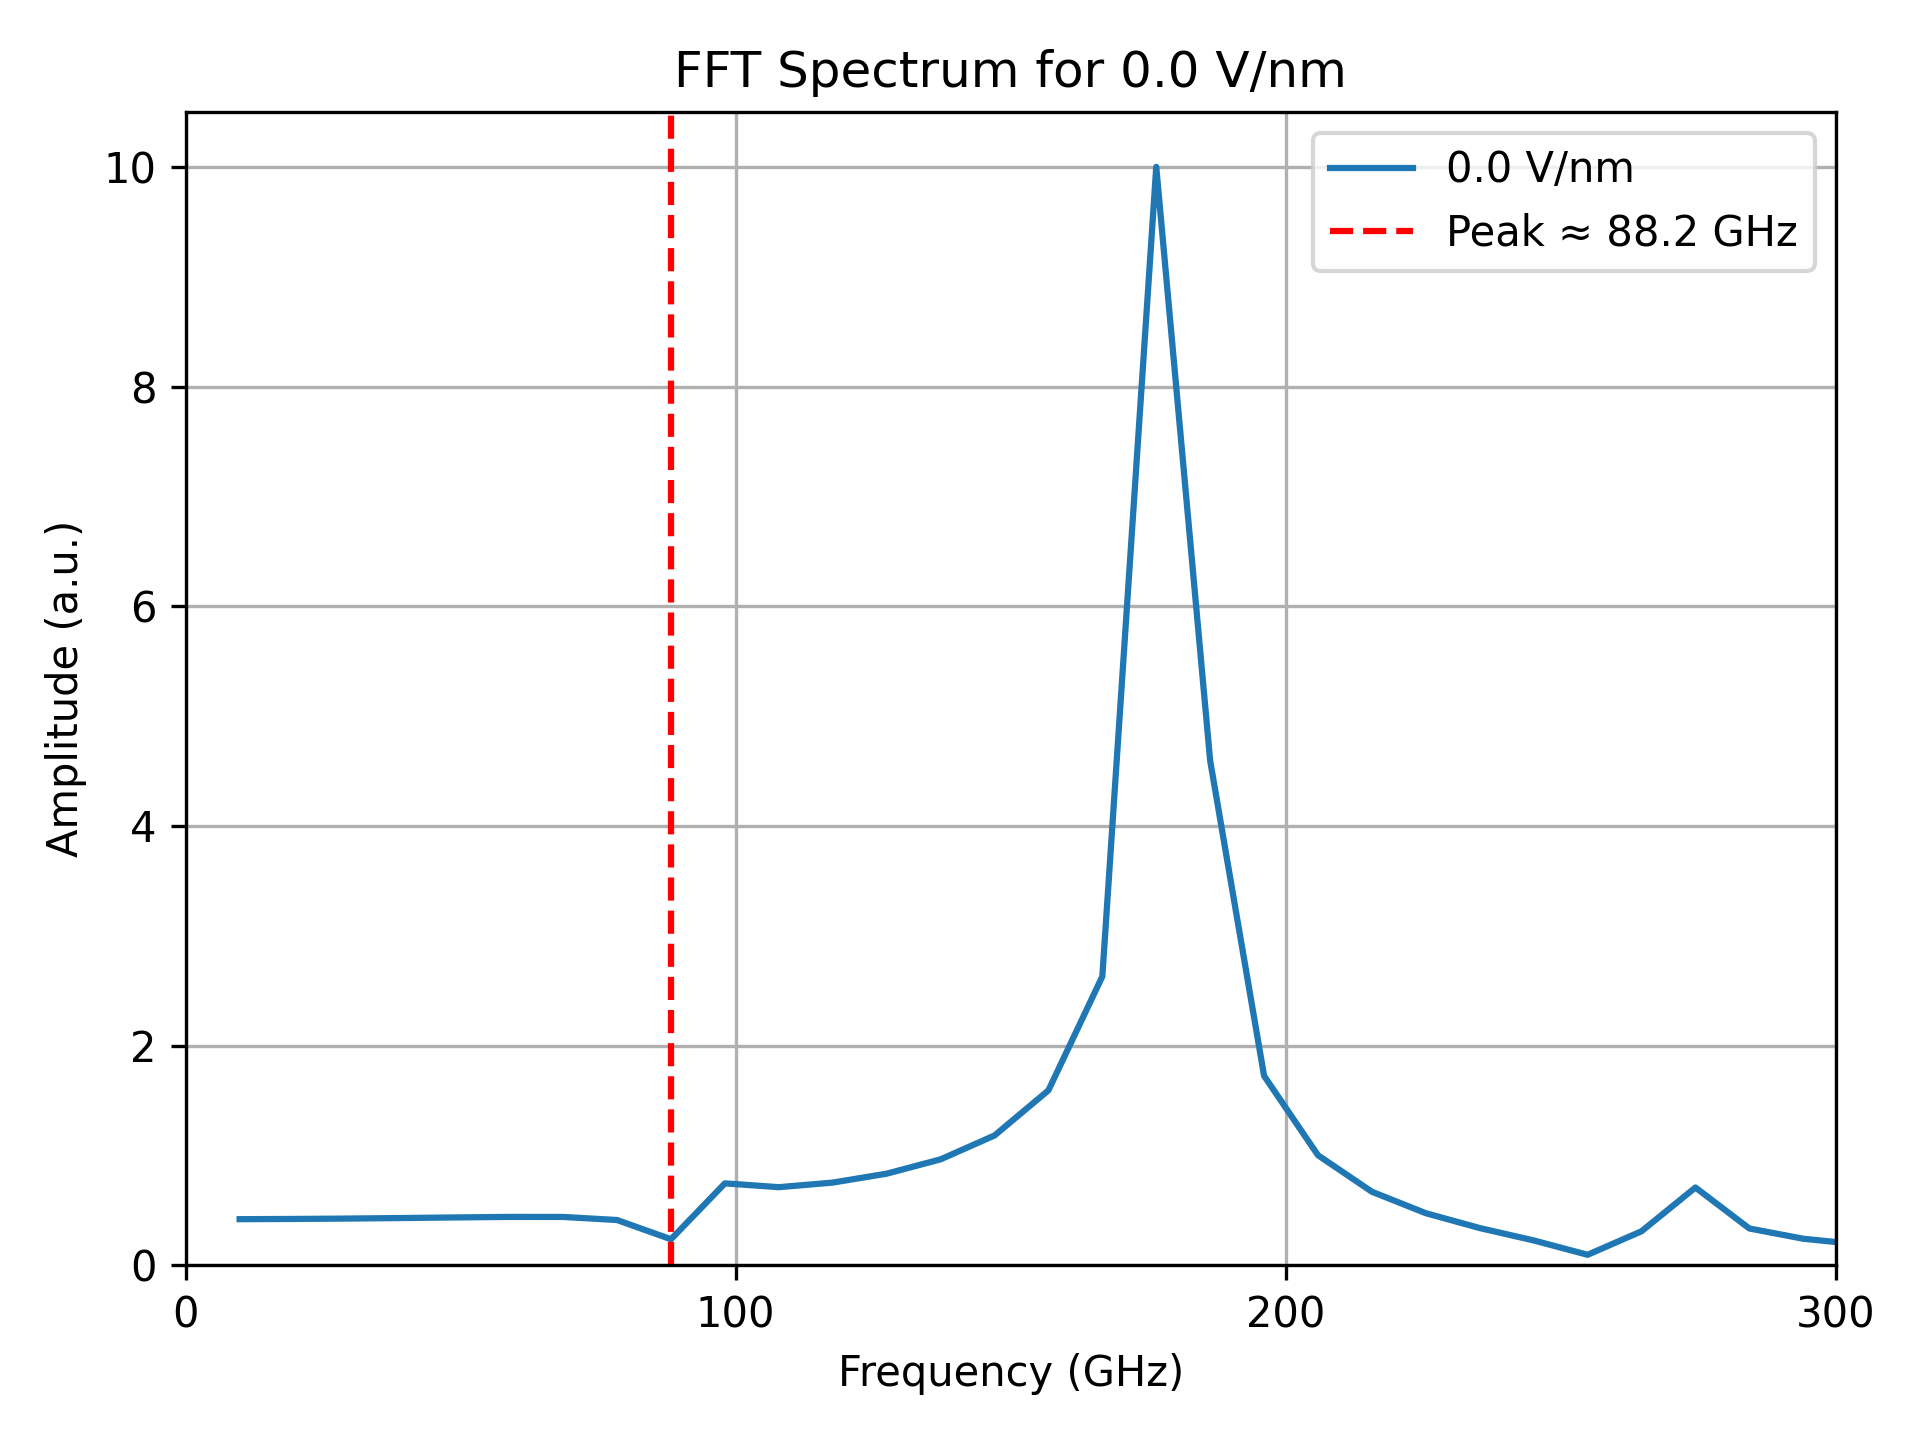 FFT Spectrum for 0.0 V/nm
0.0 V/nm
Peak ≈ 88.2 GHz
Amplitude (a.u.)
10
8
6
4
2
0
0 100 200 300
Frequency (GHz)